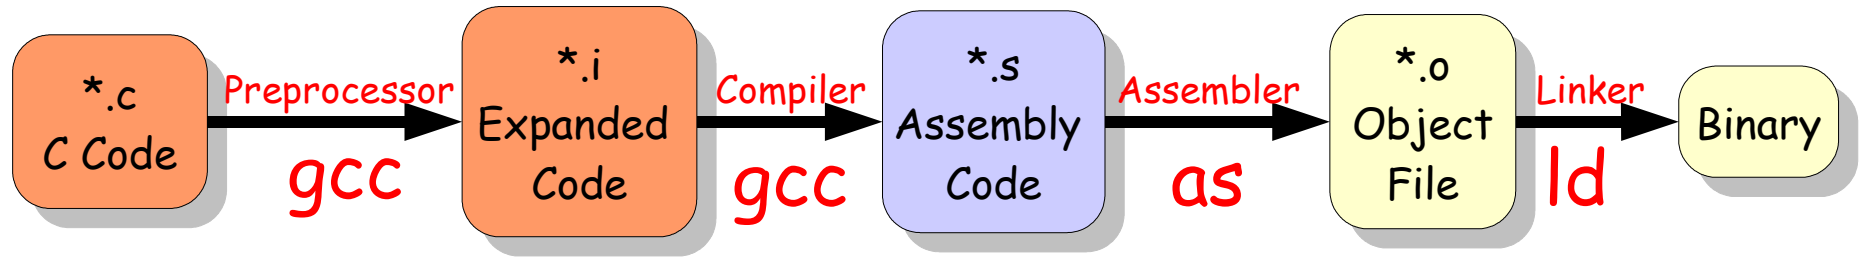 *.c
C Code
Preprocessor
gcc
*.i
Expanded
Code
Compiler
gcc
*.s
Assembly
Code
Assembler
as
*.o
Object
File
Linker
ld
Binary